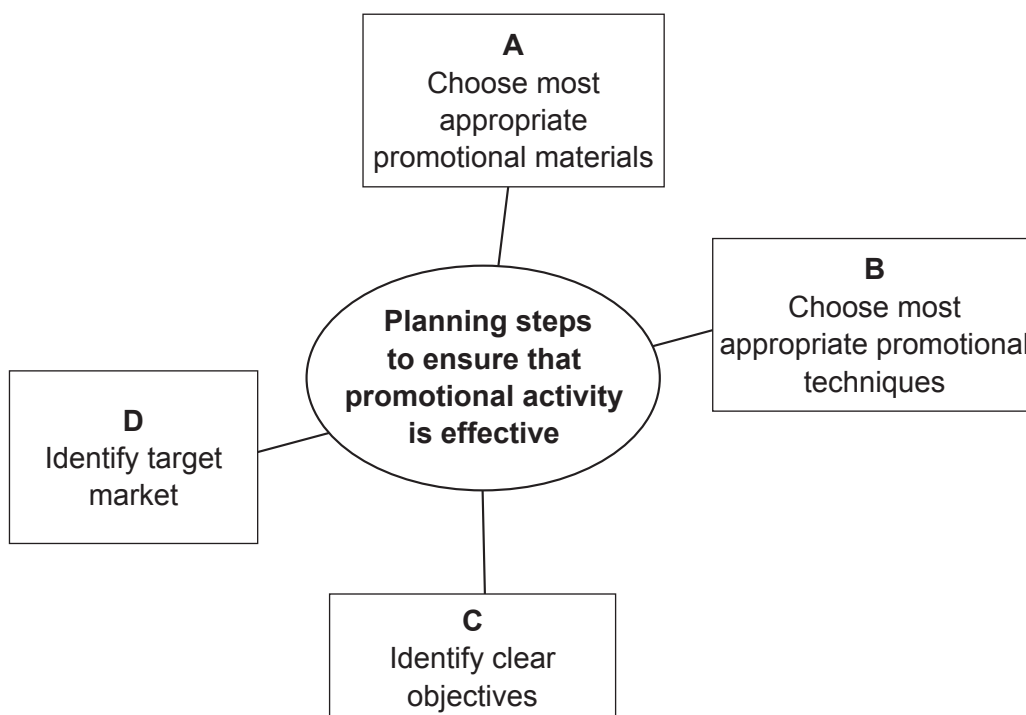 A
Choose most
appropriate
promotional materials
B
Choose most
appropriate promotional
techniques
Planning steps
to ensure that
promotional activity
is effective
D
Identify target
market
C
Identify clear
objectives